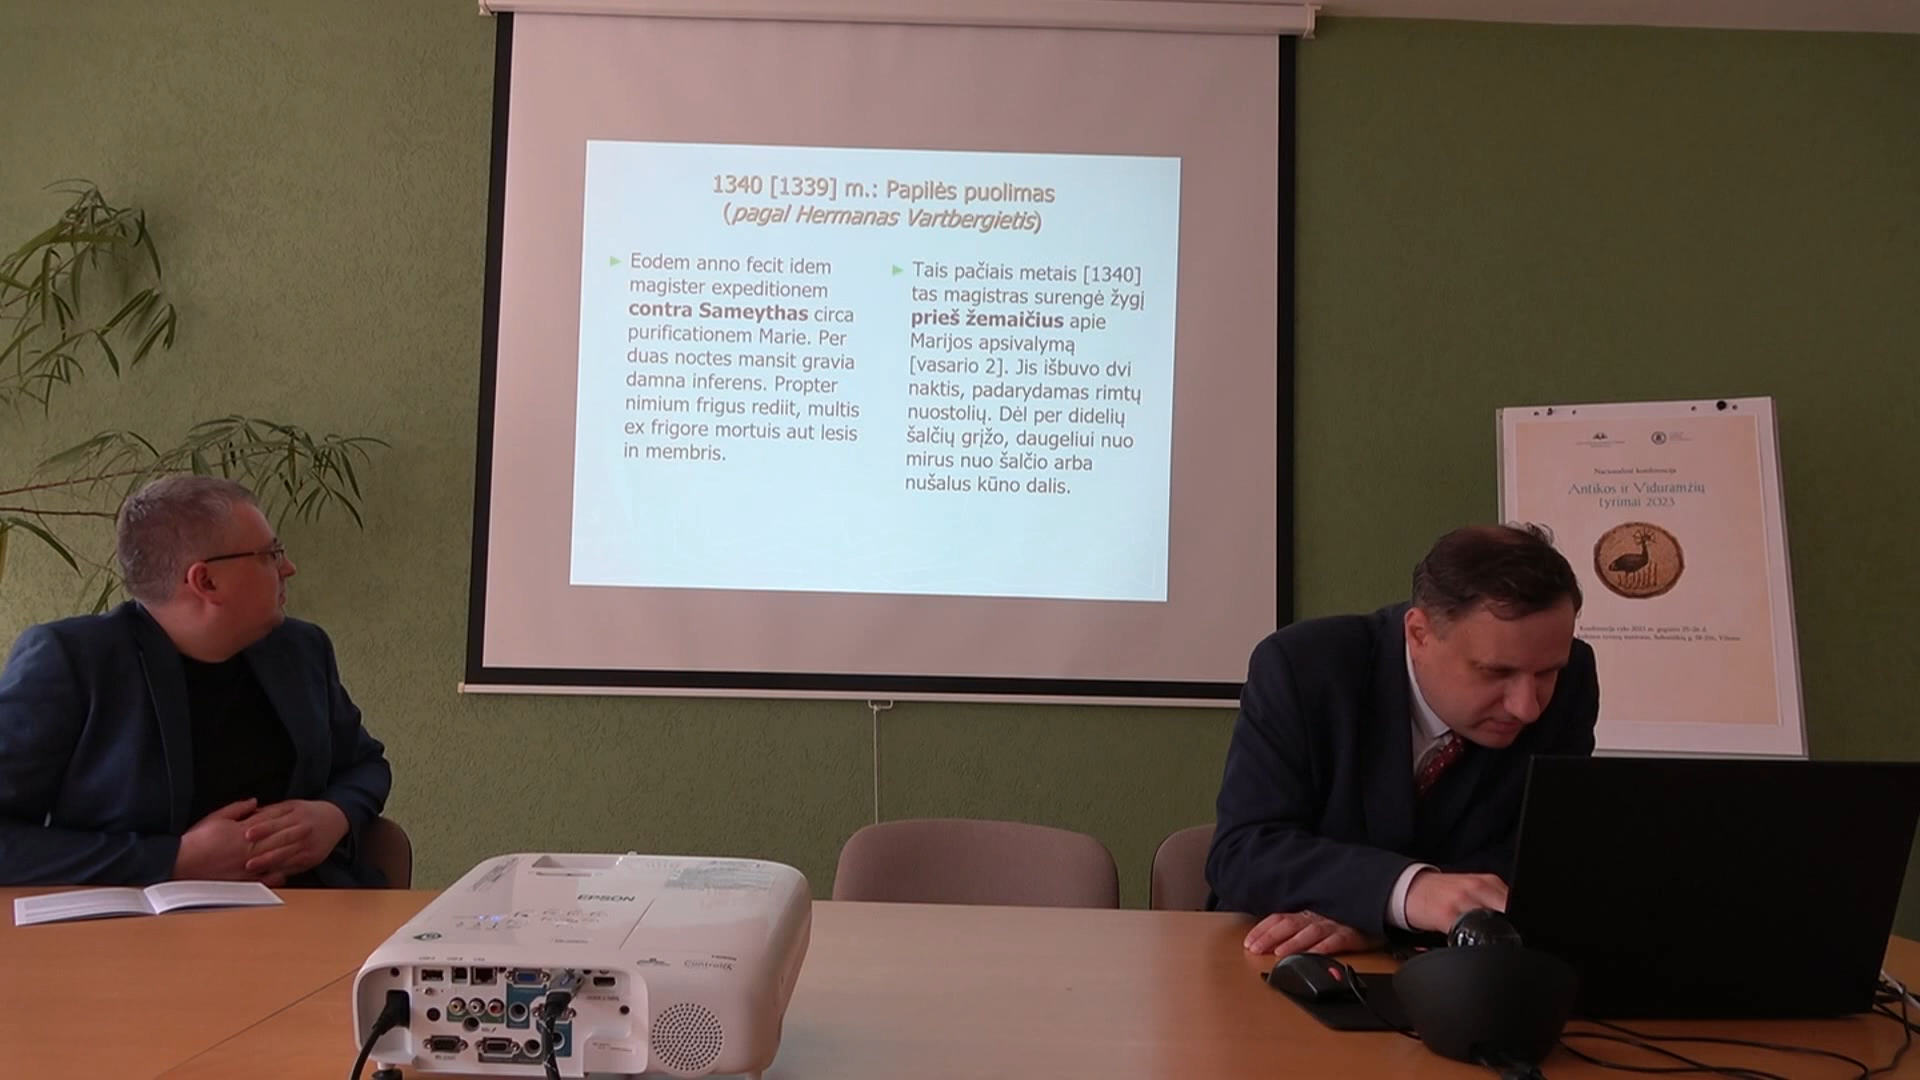 1340 [1339] m.: Papilės puolimas
(pagal Hermanas Vartbergietis)
Eodem anno fecit idem
magister expeditionem
contra Sameythas circa
purificationem Marie. Per
duas noctes mansit gravia
damna inferens. Propter
nimium frigus rediit, multis
ex frigore mortuis aut lesis
in membris.
Tais pačiais metais [1340]
tas magistras surengė žygį
prieš žemaičius apie
Marijos apsivalymą
[vasario 2]. Jis išbuvo dvi
naktis, padarydamas rimtų
nuostolių. Dėl per didelių
šalčių grįžo, daugeliui nuo
mirus nuo šalčio arba
nušalus kūno dalis.
Nacionalinė konferencija
Antikos ir Viduramžių
tyrimai 2023
EPSON